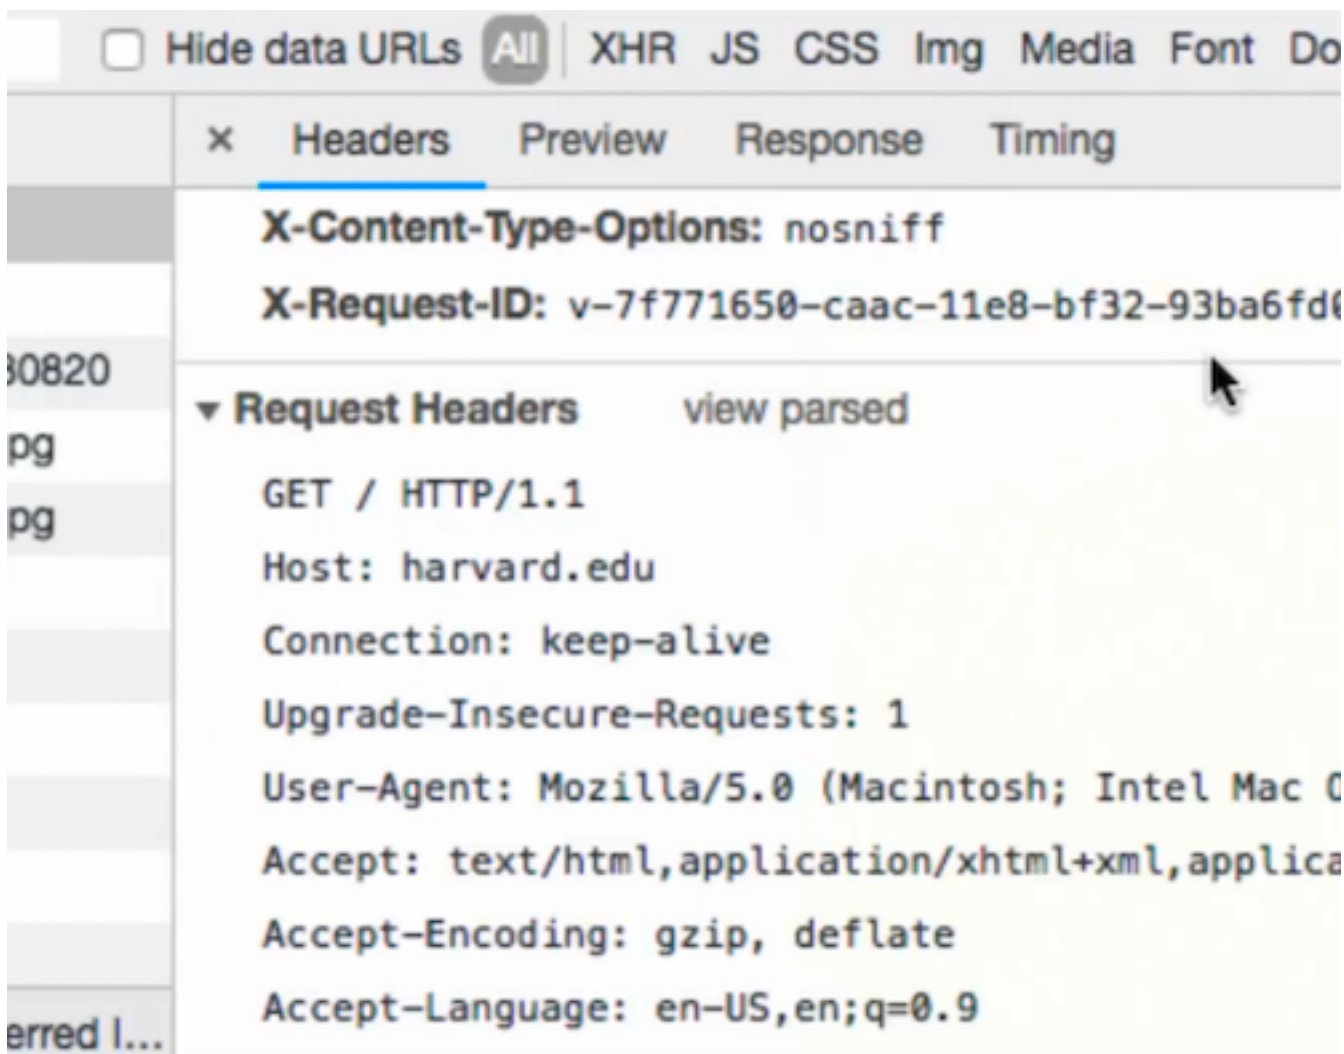 Hide data URLs All XHR JS CSS Img Media Font Do
× Headers Preview Response Timing
X-Content-Type-Options: nosniff
X-Request-ID: v-7f771650-caac-11e8-bf32-93ba6fd
30820
▼ Request Headers view parsed
pg
GET / HTTP/1.1
pg
Host: harvard.edu
Connection: keep-alive
Upgrade-Insecure-Requests: 1
User-Agent: Mozilla/5.0 (Macintosh; Intel Mac O
Accept: text/html,application/xhtml+xml,applica
Accept-Encoding: gzip, deflate
Accept-Language: en-US,en;q=0.9
erred l...